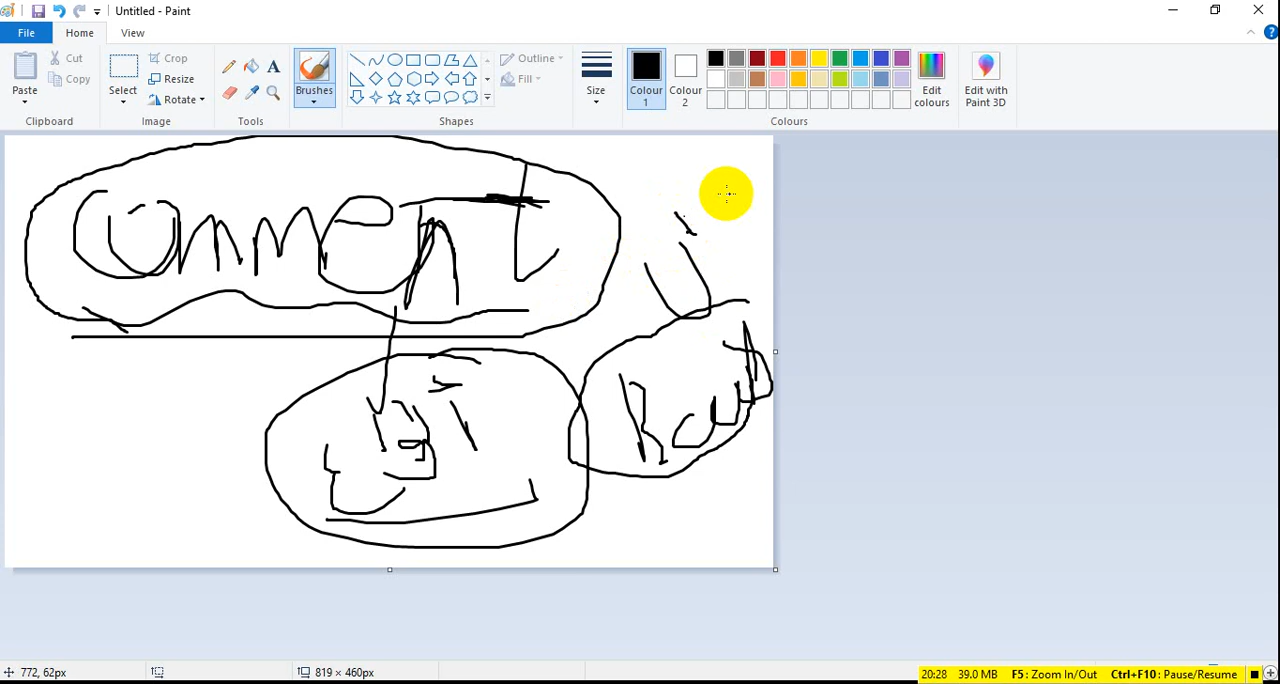 Untitled - Paint
File Home View
Paste Cut Copy Clipboard
Select Crop Resize Rotate Image
A Tools
Brushes
Shapes Outline Fill
Size
Colour 1 Colour 2 Edit colours Colours
Edit with Paint 3D
Comment
772, 62px 819 × 460px
20:28 39.0 MB F5: Zoom In/Out Ctrl+F10: Pause/Resume